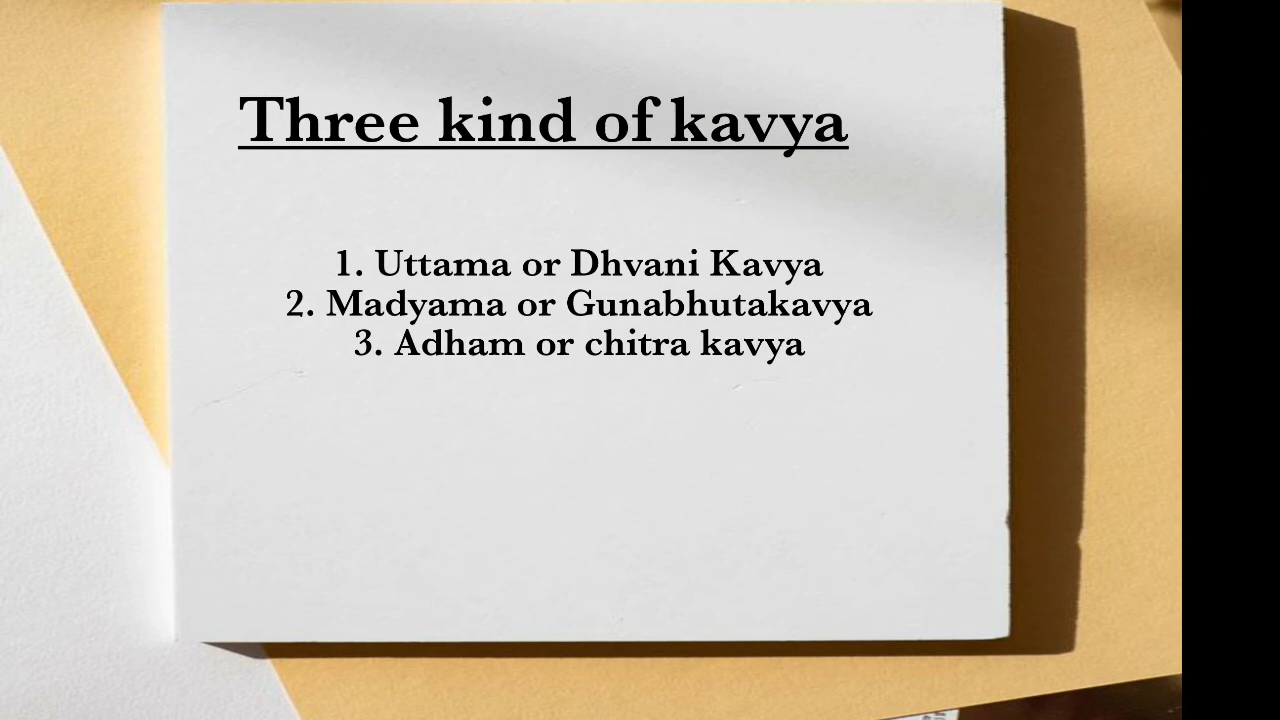 Three kind of kavya
1. Uttama or Dhvani Kavya
2. Madyama or Gunabhutakavya
3. Adham or chitra kavya